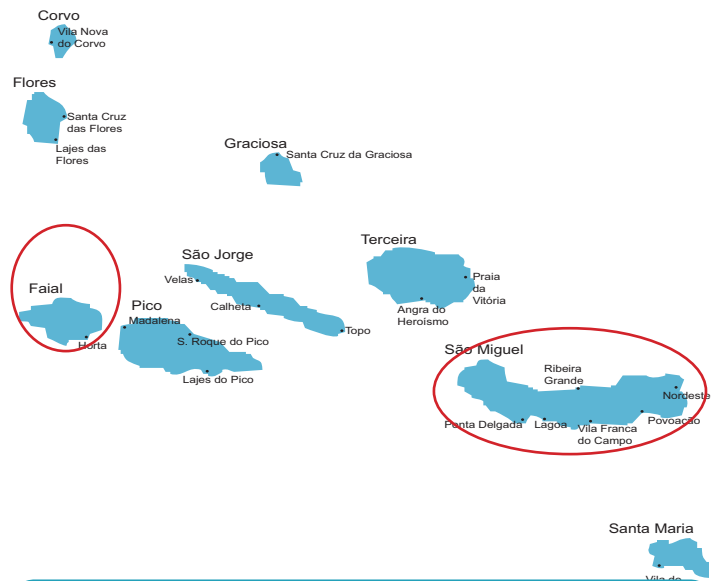 Corvo
Vila Nova
do Corvo
Flores
Santa Cruz
das Flores
Lajes das
Flores
Graciosa
Santa Cruz da Graciosa
Terceira
Praia
da
Vitória
Angra do
Heroísmo
São Jorge
Velas
Calheta
Topo
Faial
Horta
Pico
Madalena
S. Roque do Pico
Lajes do Pico
São Miguel
Ribeira
Grande
Nordeste
Ponta Delgada
Lagoa
Vila Franca
do Campo
Povoação
Santa Maria
Vila do